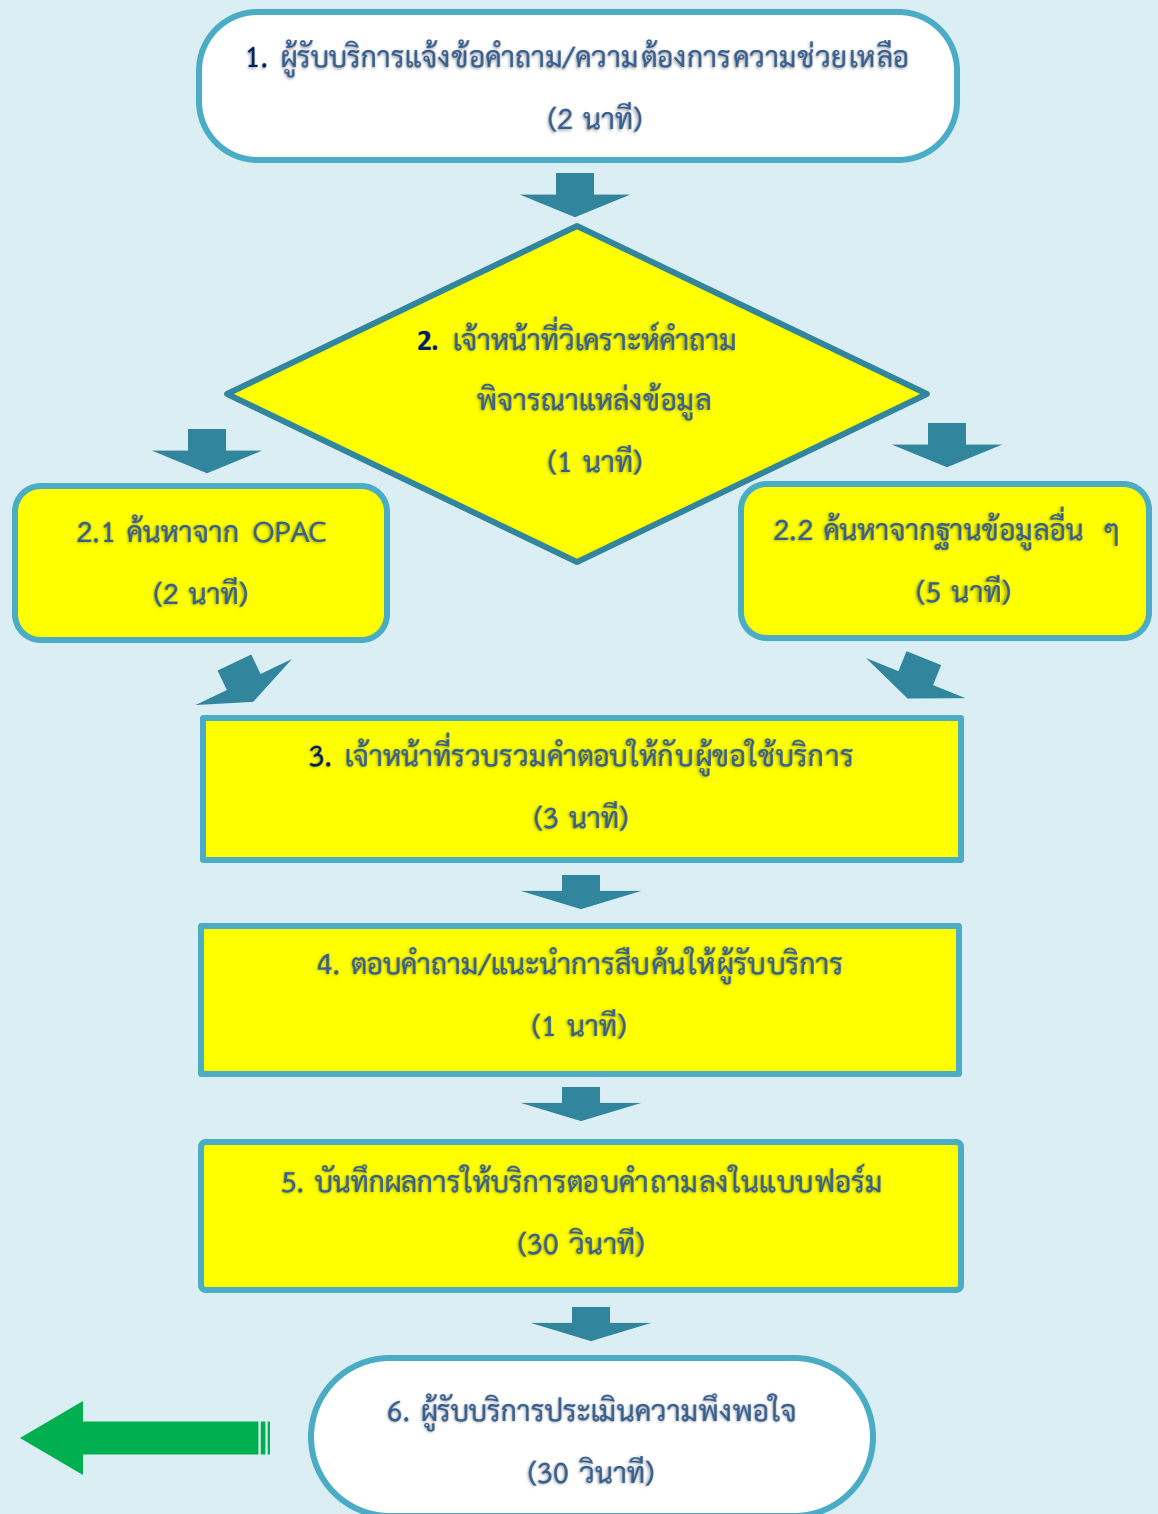 1. ผู้รับบริการแจ้งข้อคำถาม/ความต้องการความช่วยเหลือ
(2 นาที)
2. เจ้าหน้าที่วิเคราะห์คำถาม
พิจารณาแหล่งข้อมูล
(1 นาที)
2.1 ค้นหาจาก OPAC
(2 นาที)
2.2 ค้นหาจากฐานข้อมูลอื่น ๆ
(5 นาที)
3. เจ้าหน้าที่รวบรวมคำตอบให้กับผู้ขอใช้บริการ
(3 นาที)
4. ตอบคำถาม/แนะนำการสืบค้นให้ผู้รับบริการ
(1 นาที)
5. บันทึกผลการให้บริการตอบคำถามลงในแบบฟอร์ม
(30 วินาที)
6. ผู้รับบริการประเมินความพึงพอใจ
(30 วินาที)